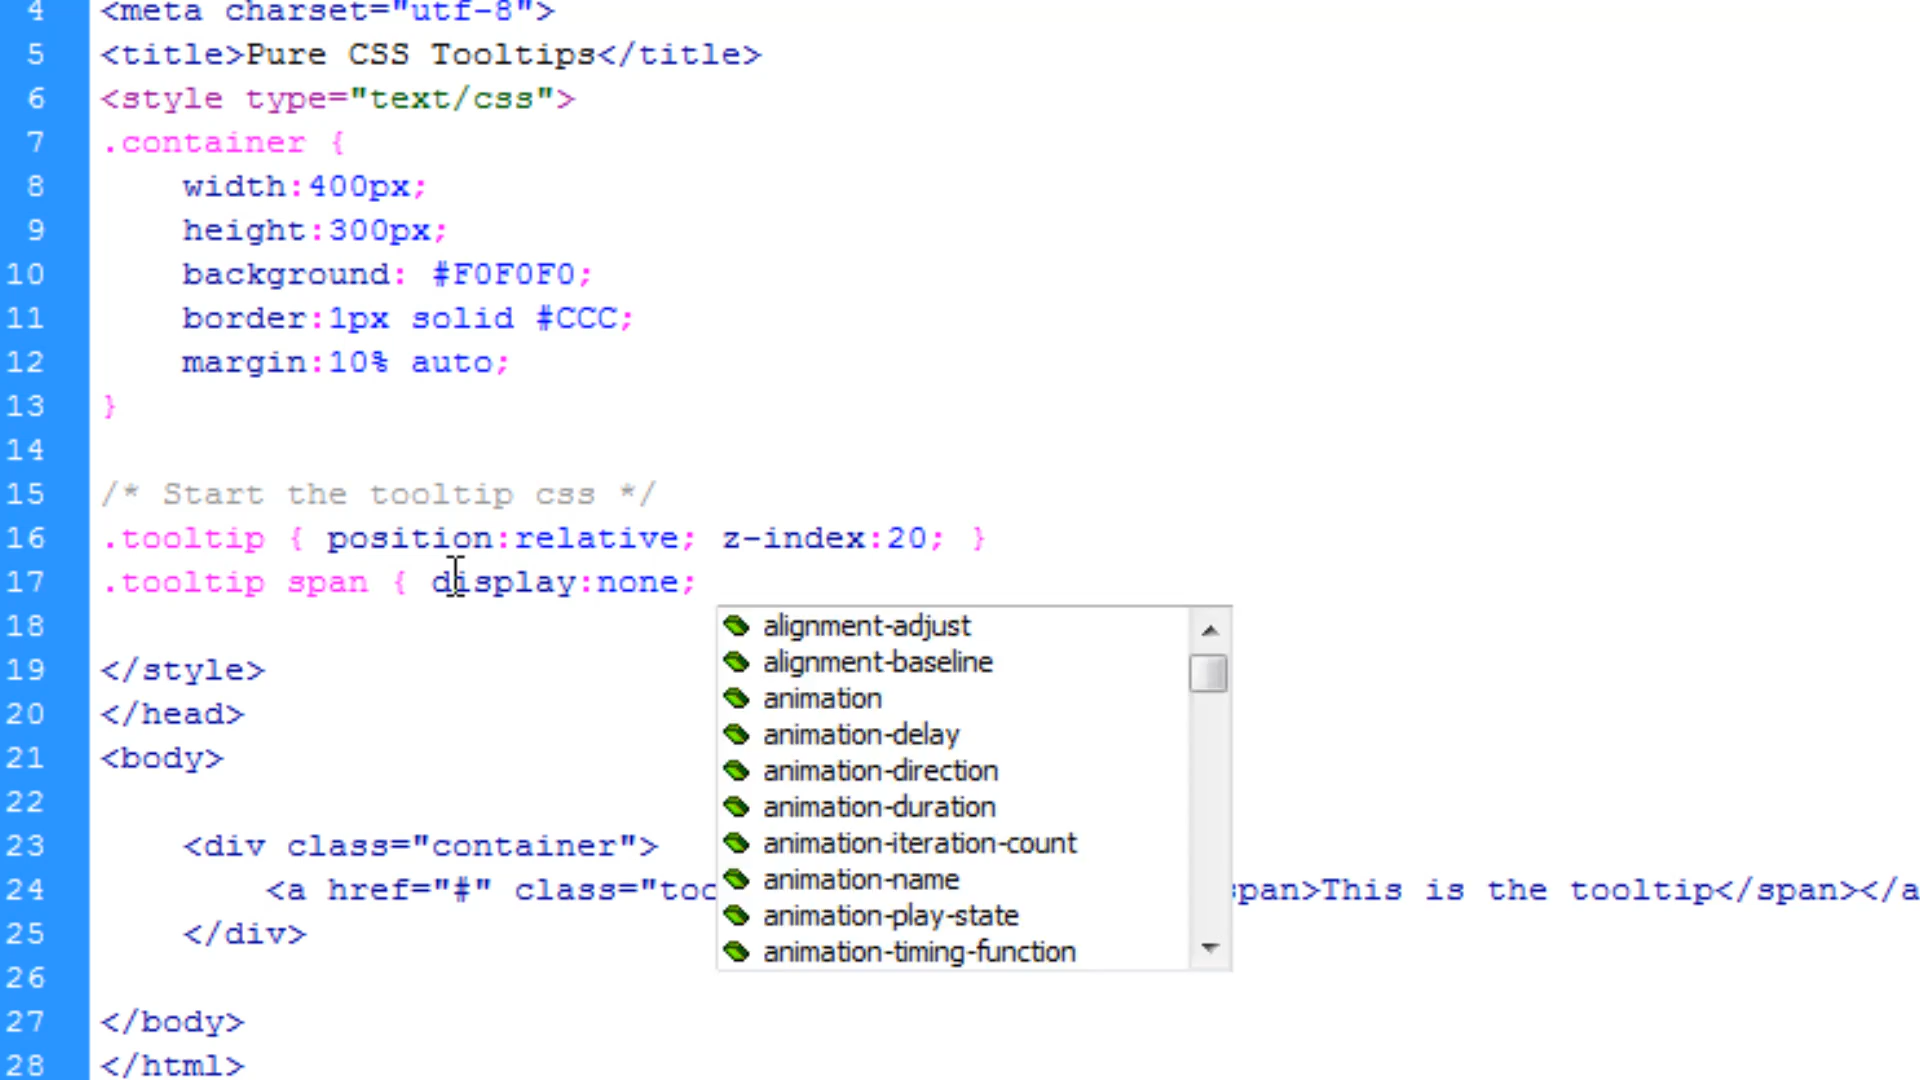 4 <meta charset="utf-8">
5 <title>Pure CSS Tooltips</title>
6 <style type="text/css">
7 .container {
8 width:400px;
9 height:300px;
10 background: #F0F0F0;
11 border:1px solid #CCC;
12 margin:10% auto;
13 }
14
15 /* Start the tooltip css */
16 .tooltip { position:relative; z-index:20; }
17 .tooltip span { display:none;
18
19 </style>
20 </head>
21 <body>
22
23 <div class="container">
24 <a href="#" class="too pan>This is the tooltip</span></a
25 </div>
26
27 </body>
28 </html>
alignment-adjust
alignment-baseline
animation
animation-delay
animation-direction
animation-duration
animation-iteration-count
animation-name
animation-play-state
animation-timing-function